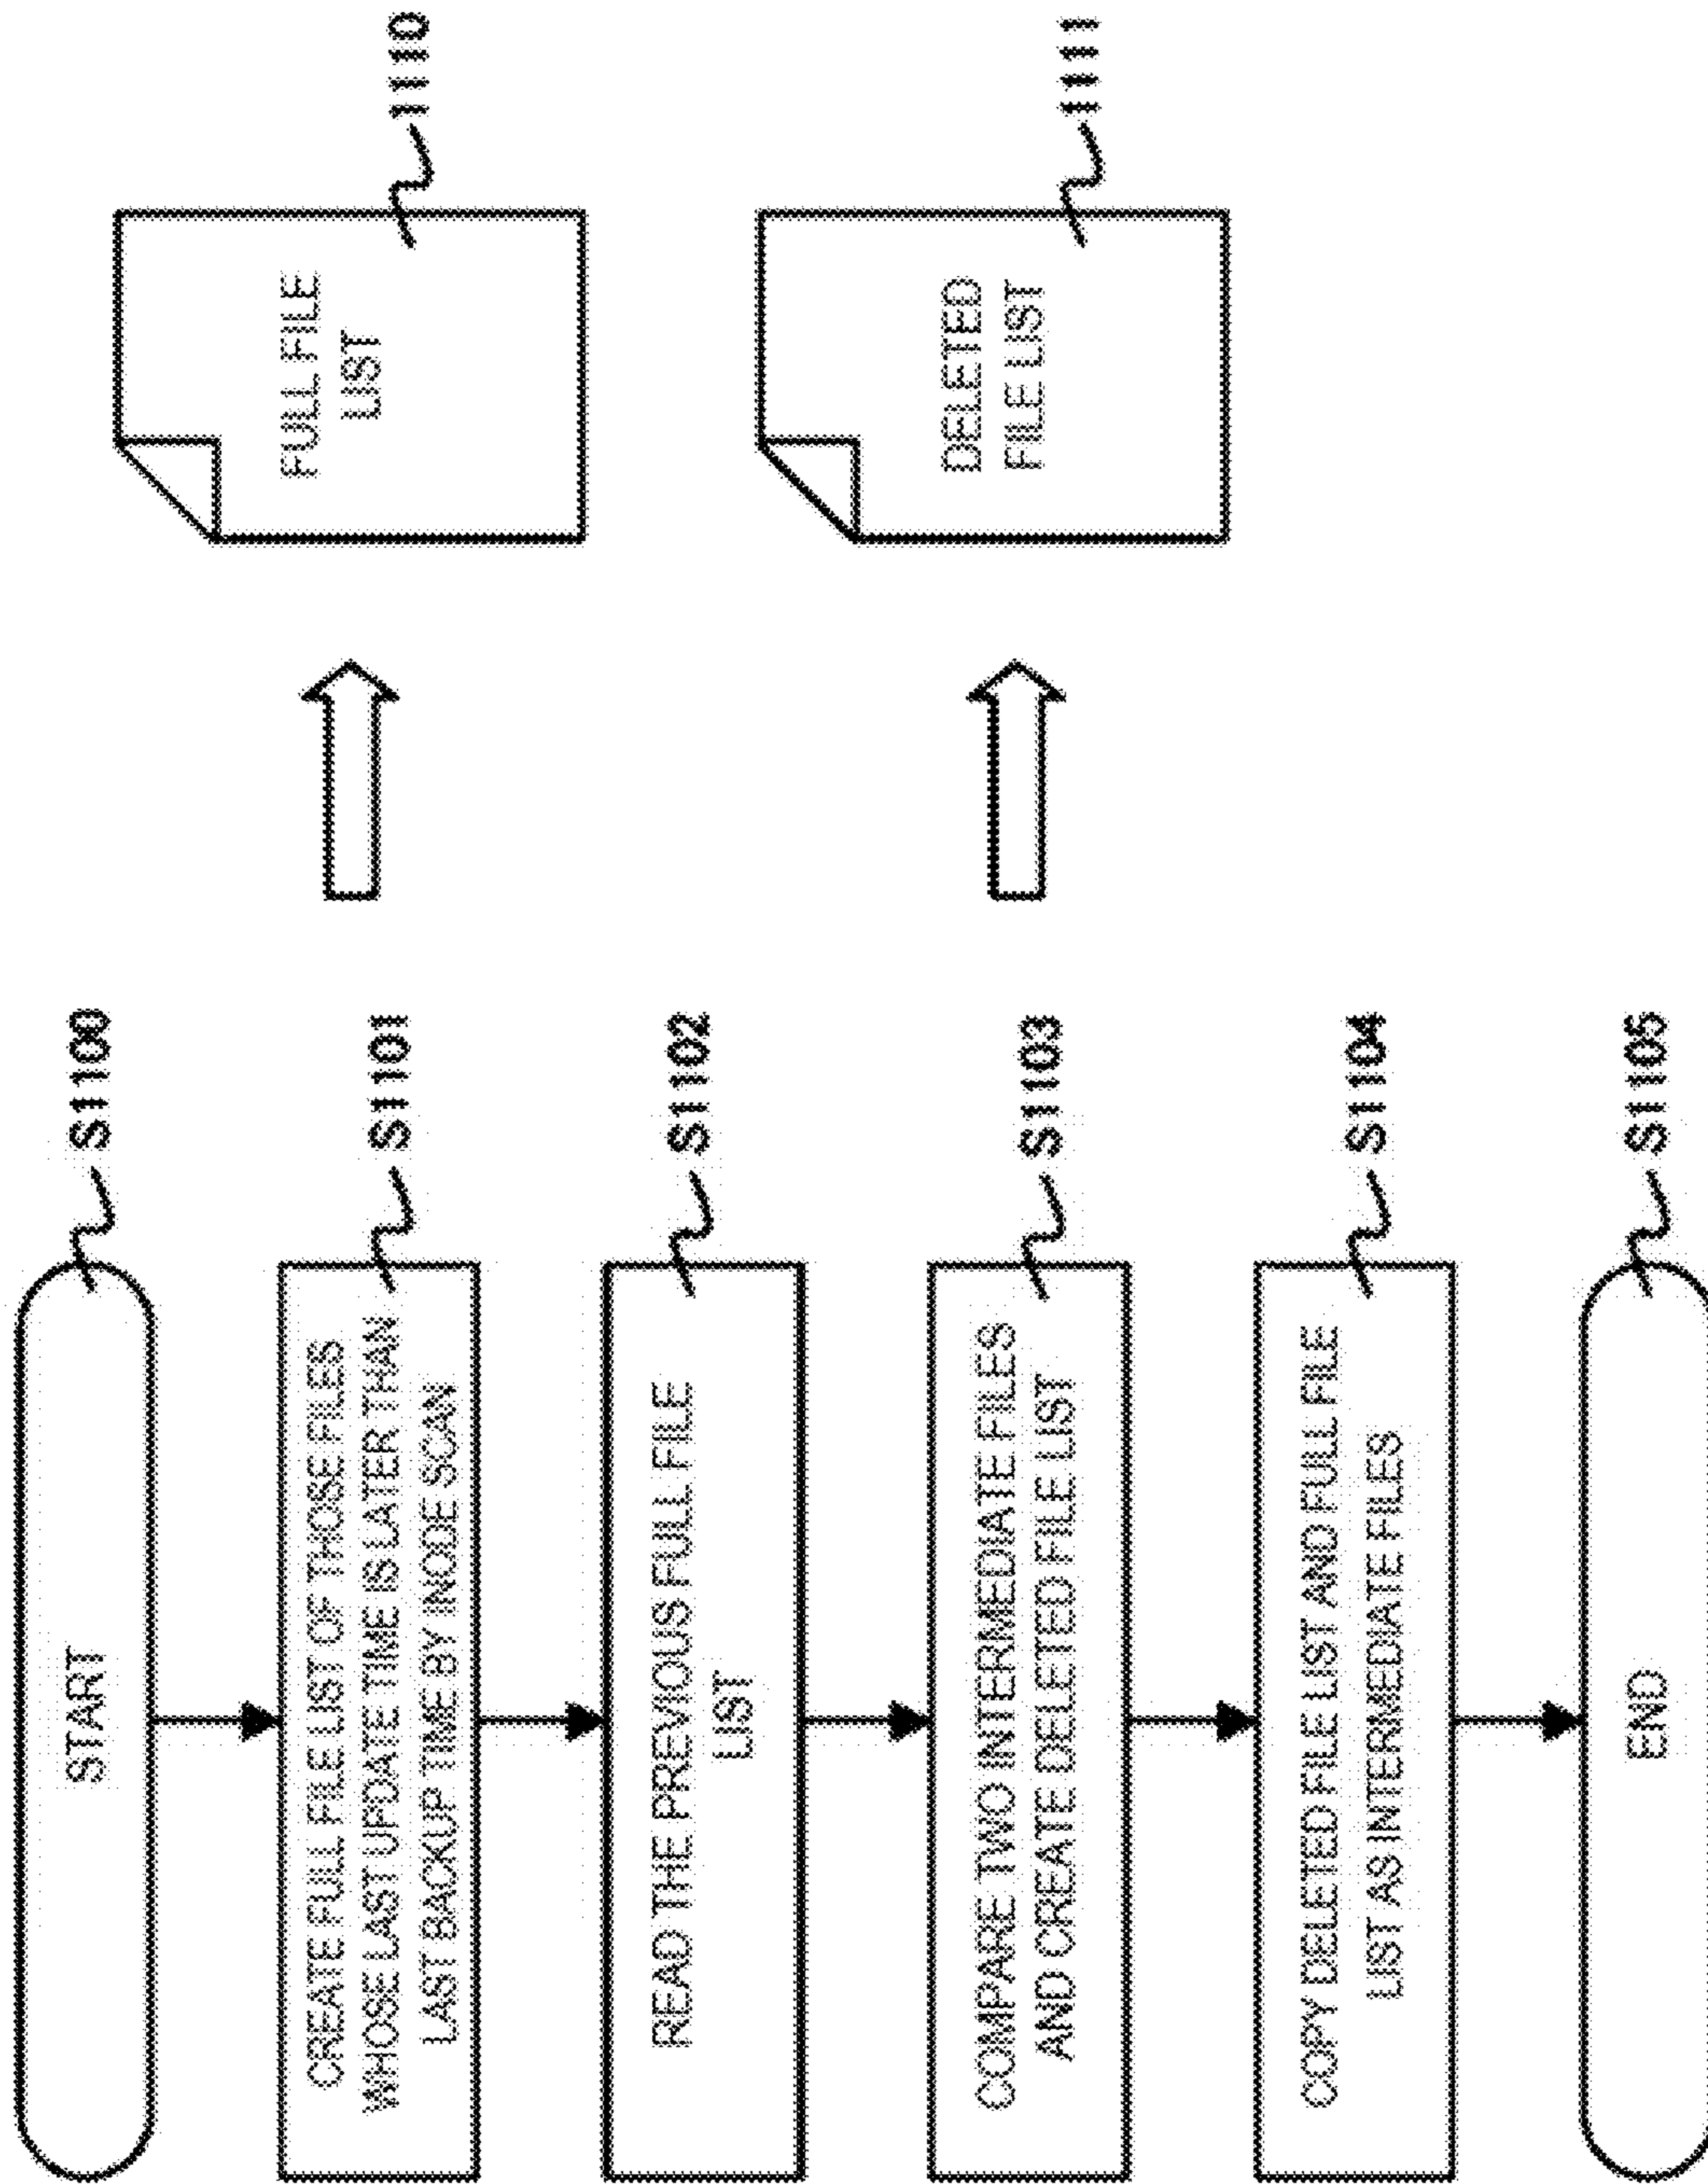 START
S1100
CREATE FULL FILE LIST OF THOSE FILES
WHOSE LAST UPDATE TIME IS LATER THAN
LAST BACKUP TIME BY INODE SCAN
S1101
FULL FILE
LIST
1110
READ THE PREVIOUS FULL FILE
LIST
S1102
COMPARE TWO INTERMEDIATE FILES
AND CREATE DELETED FILE LIST
S1103
DELETED
FILE LIST
1111
COPY DELETED FILE LIST AND FULL FILE
LIST AS INTERMEDIATE FILES
S1104
END
S1105